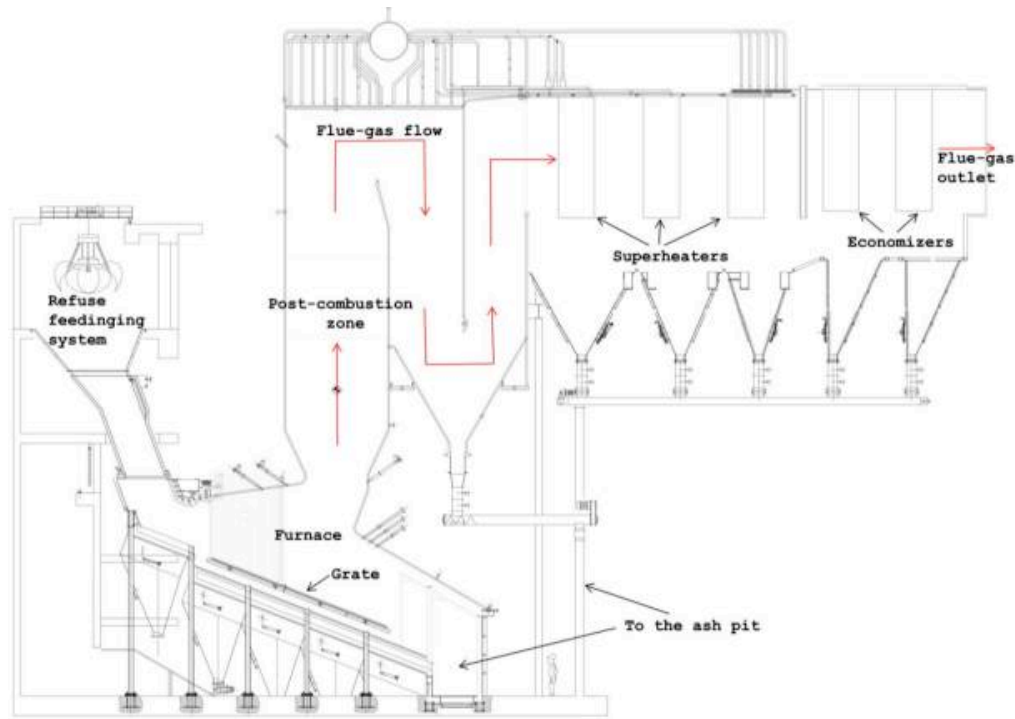 Flue-gas flow
Flue-gas
outlet
Superheaters
Economizers
Refuse
feedinging
system
Post-combustion
zone
Furnace
Grate
To the ash pit